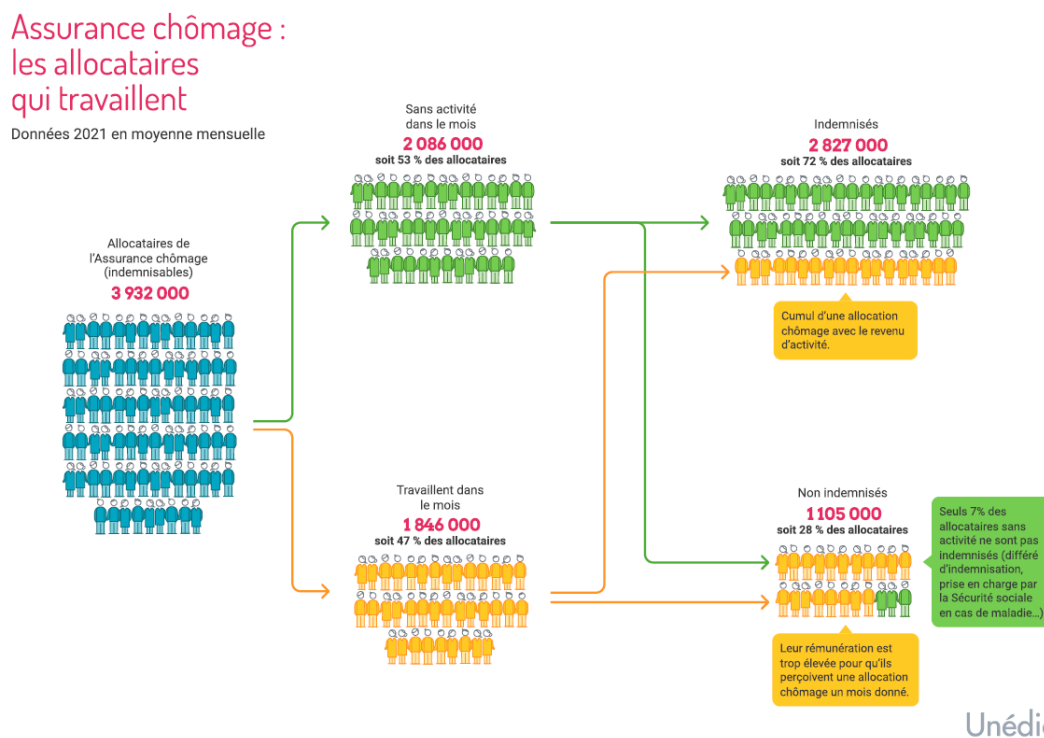 Assurance chômage :
les allocataires
qui travaillent
Données 2021 en moyenne mensuelle
Allocataires de
l'Assurance chômage
(indemnisables)
3 932 000
Sans activité
dans le mois
2 086 000
soit 53 % des allocataires
Travaillent dans
le mois
1 846 000
soit 47 % des allocataires
Indemnisés
2 827 000
soit 72 % des allocataires
Cumul d'une allocation
chômage avec le revenu
d'activité.
Non indemnisés
1 105 000
soit 28 % des allocataires
Seuls 7% des
allocataires sans
activité ne sont pas
indemnisés (différé
d'indemnisation,
prise en charge par
la Sécurité sociale
en cas de maladie...)
Leur rémunération est
trop élevée pour qu'ils
perçoivent une allocation
chômage un mois donné.
Unédic